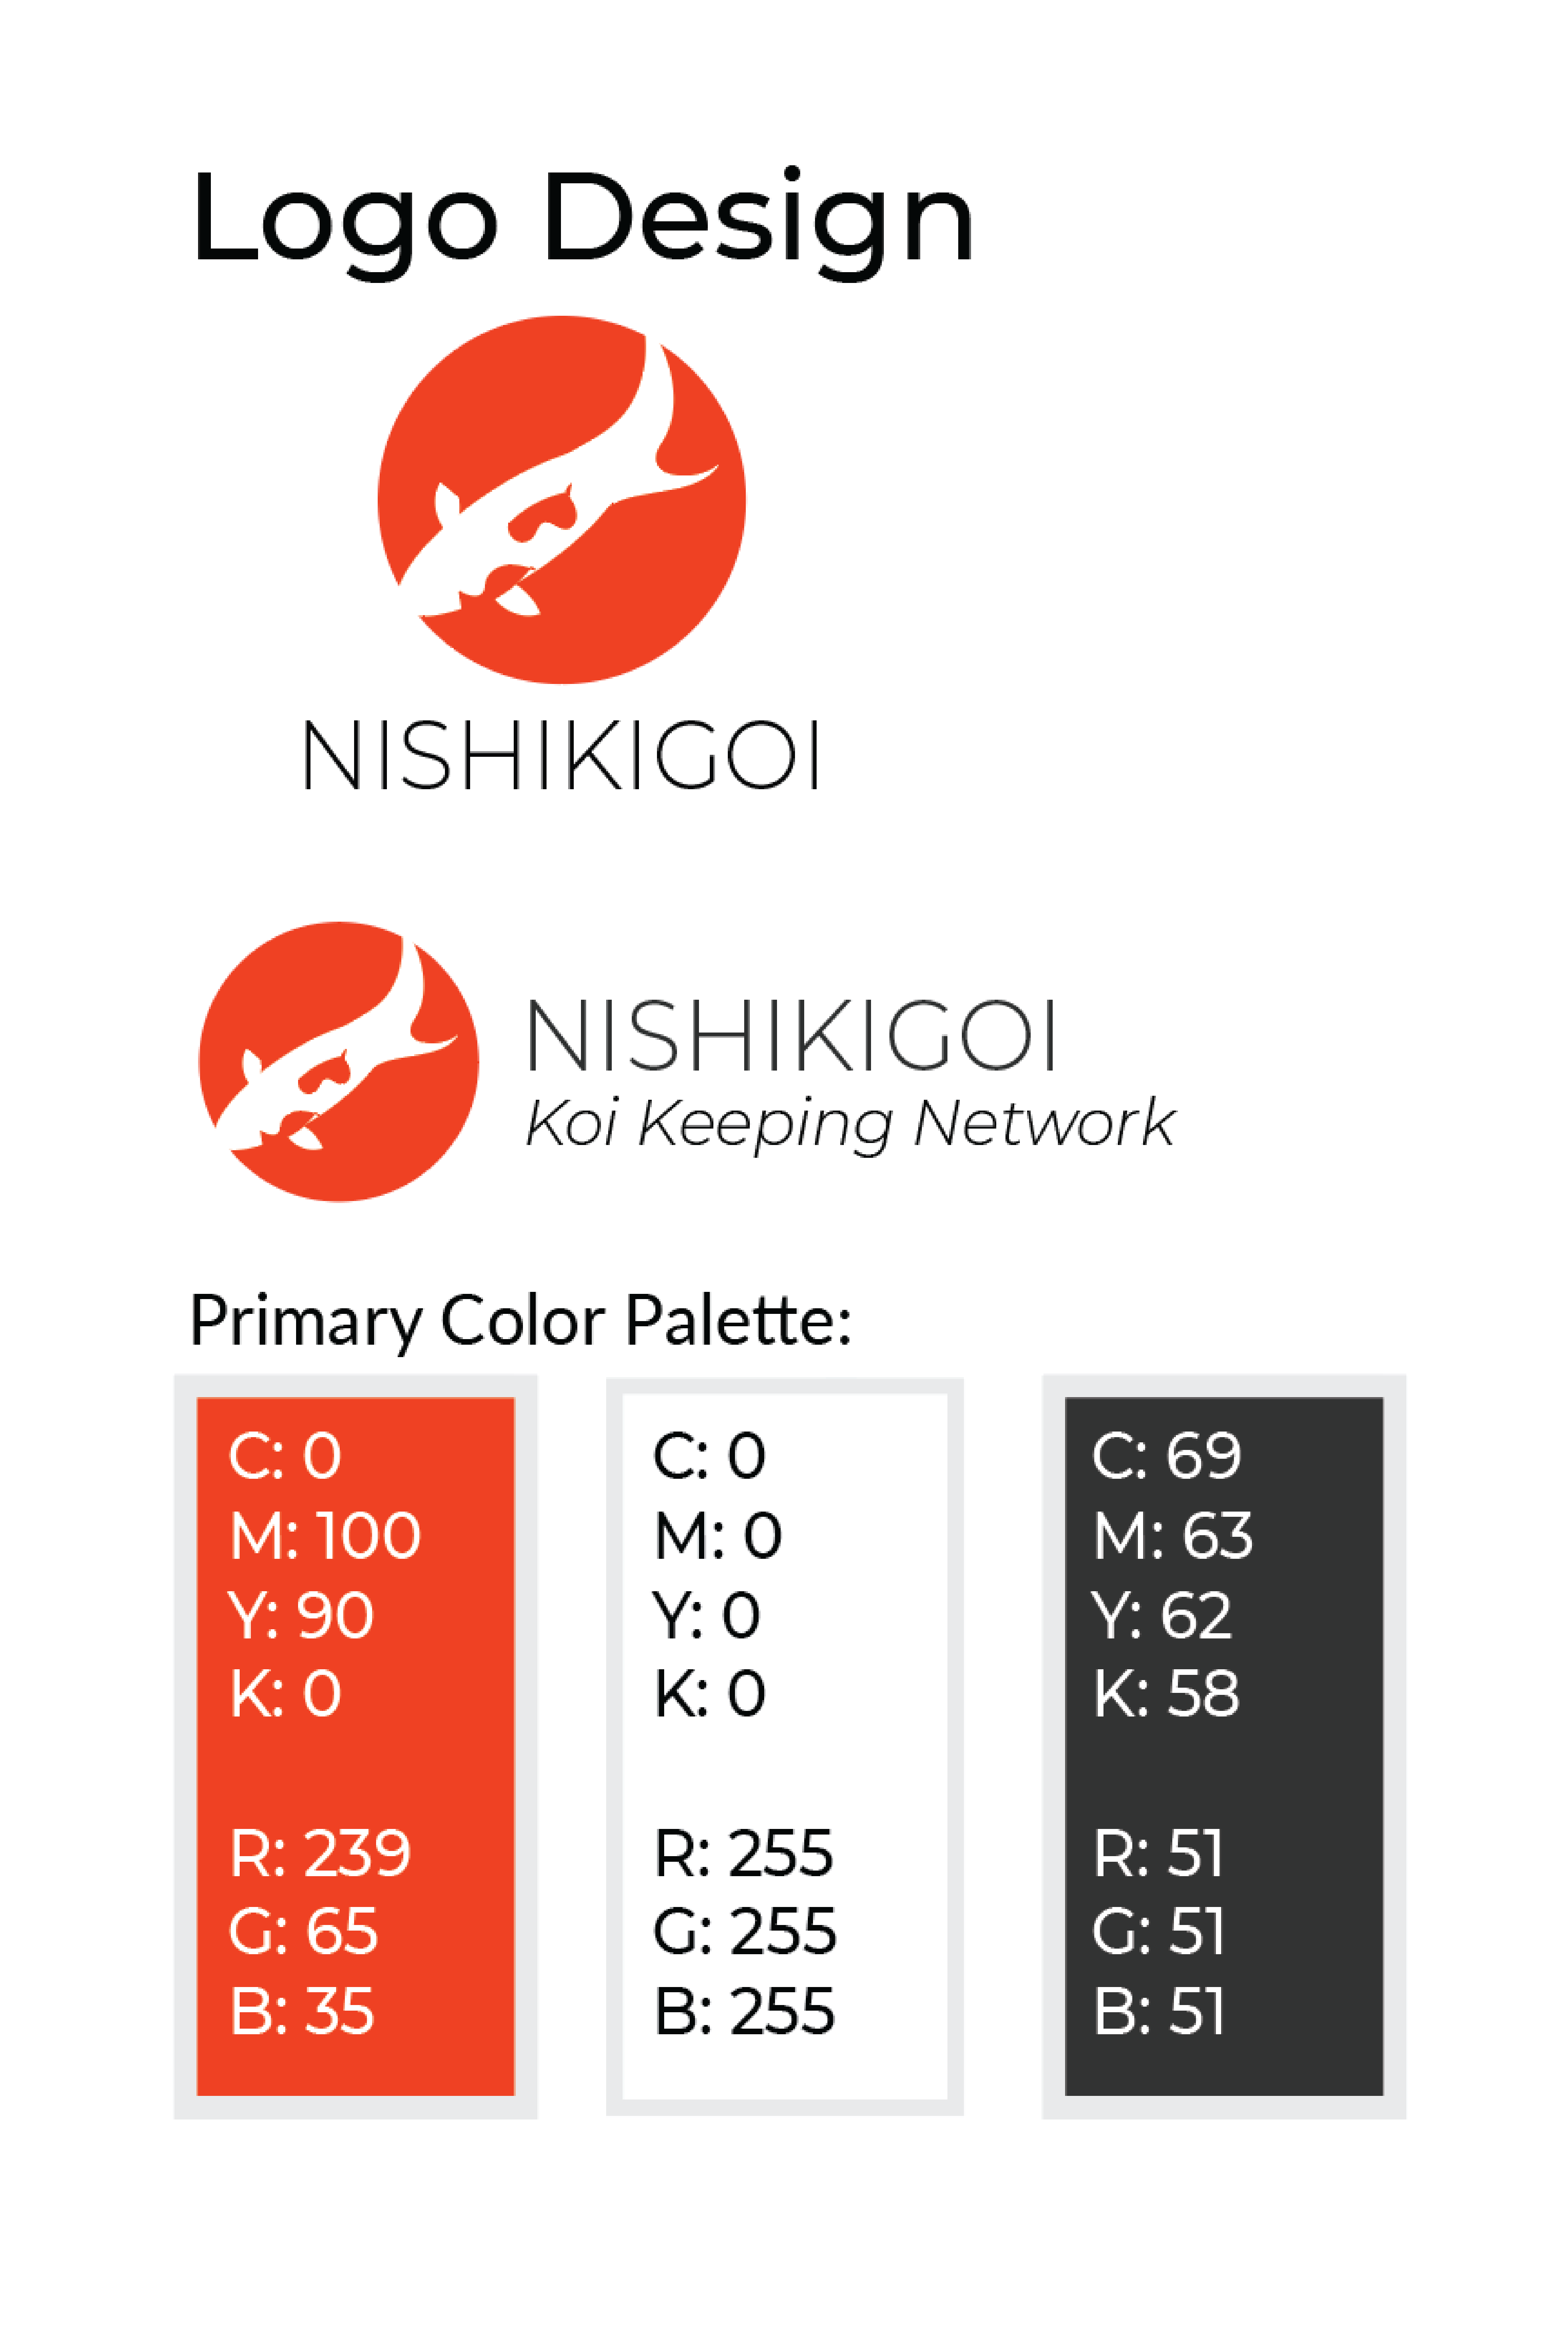 Logo Design
NISHIKIGOI
NISHIKIGOI
Koi Keeping Network
Primary Color Palette:
C: 0
M: 100
Y: 90
K: 0
R: 239
G: 65
B: 35
C: 0
M: 0
Y: 0
K: 0
R: 255
G: 255
B: 255
C: 69
M: 63
Y: 62
K: 58
R: 51
G: 51
B: 51